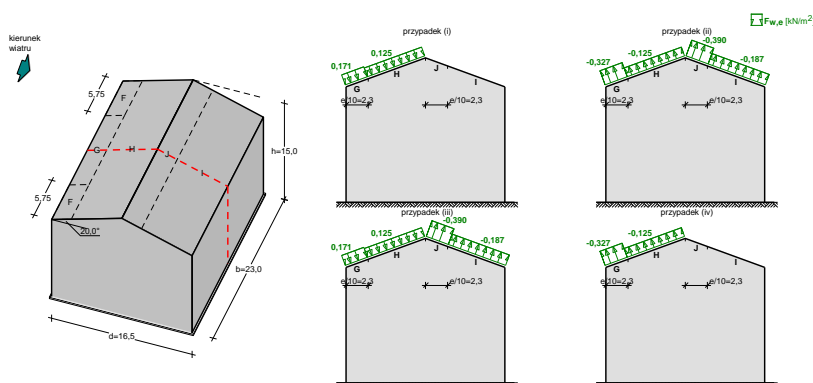 kierunek
wiatru
5,75
F
G
H
J
I
F
5,75
20,0°
h=15,0
b=23,0
d=16,5
Fw,e [kN/m2
przypadek (i)
0,171
0,125
G
H
J
I
e/10=2,3
e/10=2,3
przypadek (ii)
-0,327
-0,125
-0,390
-0,187
G
H
J
I
e/10=2,3
e/10=2,3
przypadek (iii)
0,171
0,125
-0,390
-0,187
G
H
J
I
e/10=2,3
e/10=2,3
przypadek (iv)
-0,327
-0,125
G
H
J
I
e/10=2,3
e/10=2,3